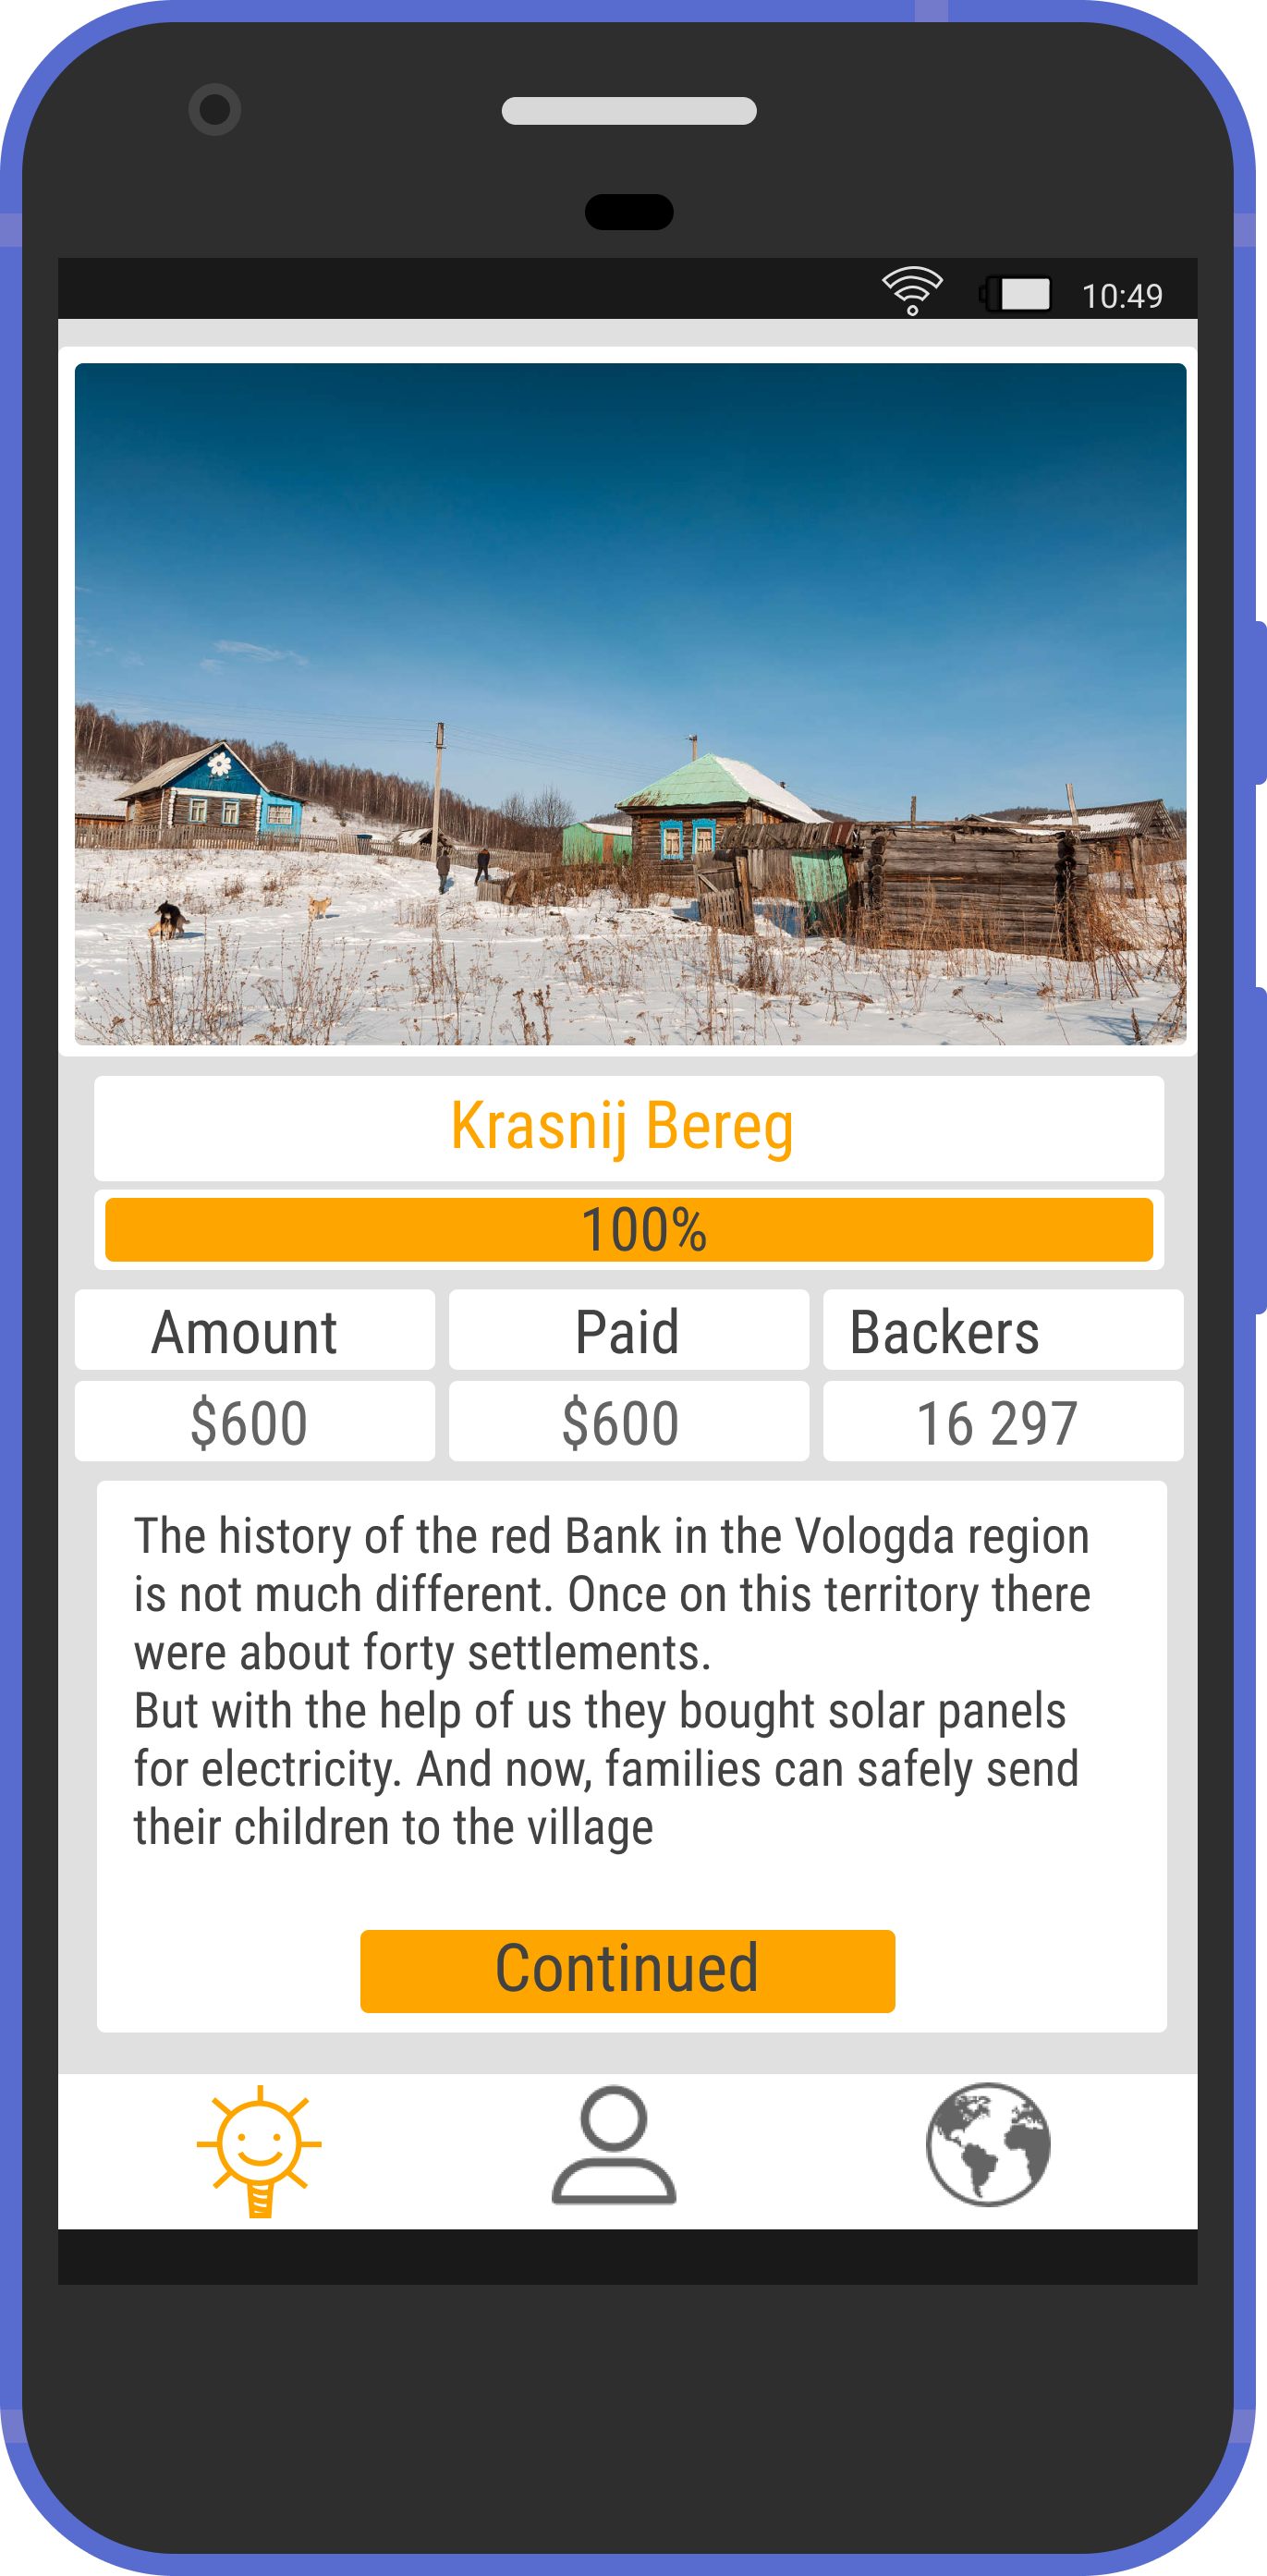 10:49
Krasnij Bereg
100%
Amount Paid Backers
$600 $600 16 297
The history of the red Bank in the Vologda region
is not much different. Once on this territory there
were about forty settlements.
But with the help of us they bought solar panels
for electricity. And now, families can safely send
their children to the village
Continued